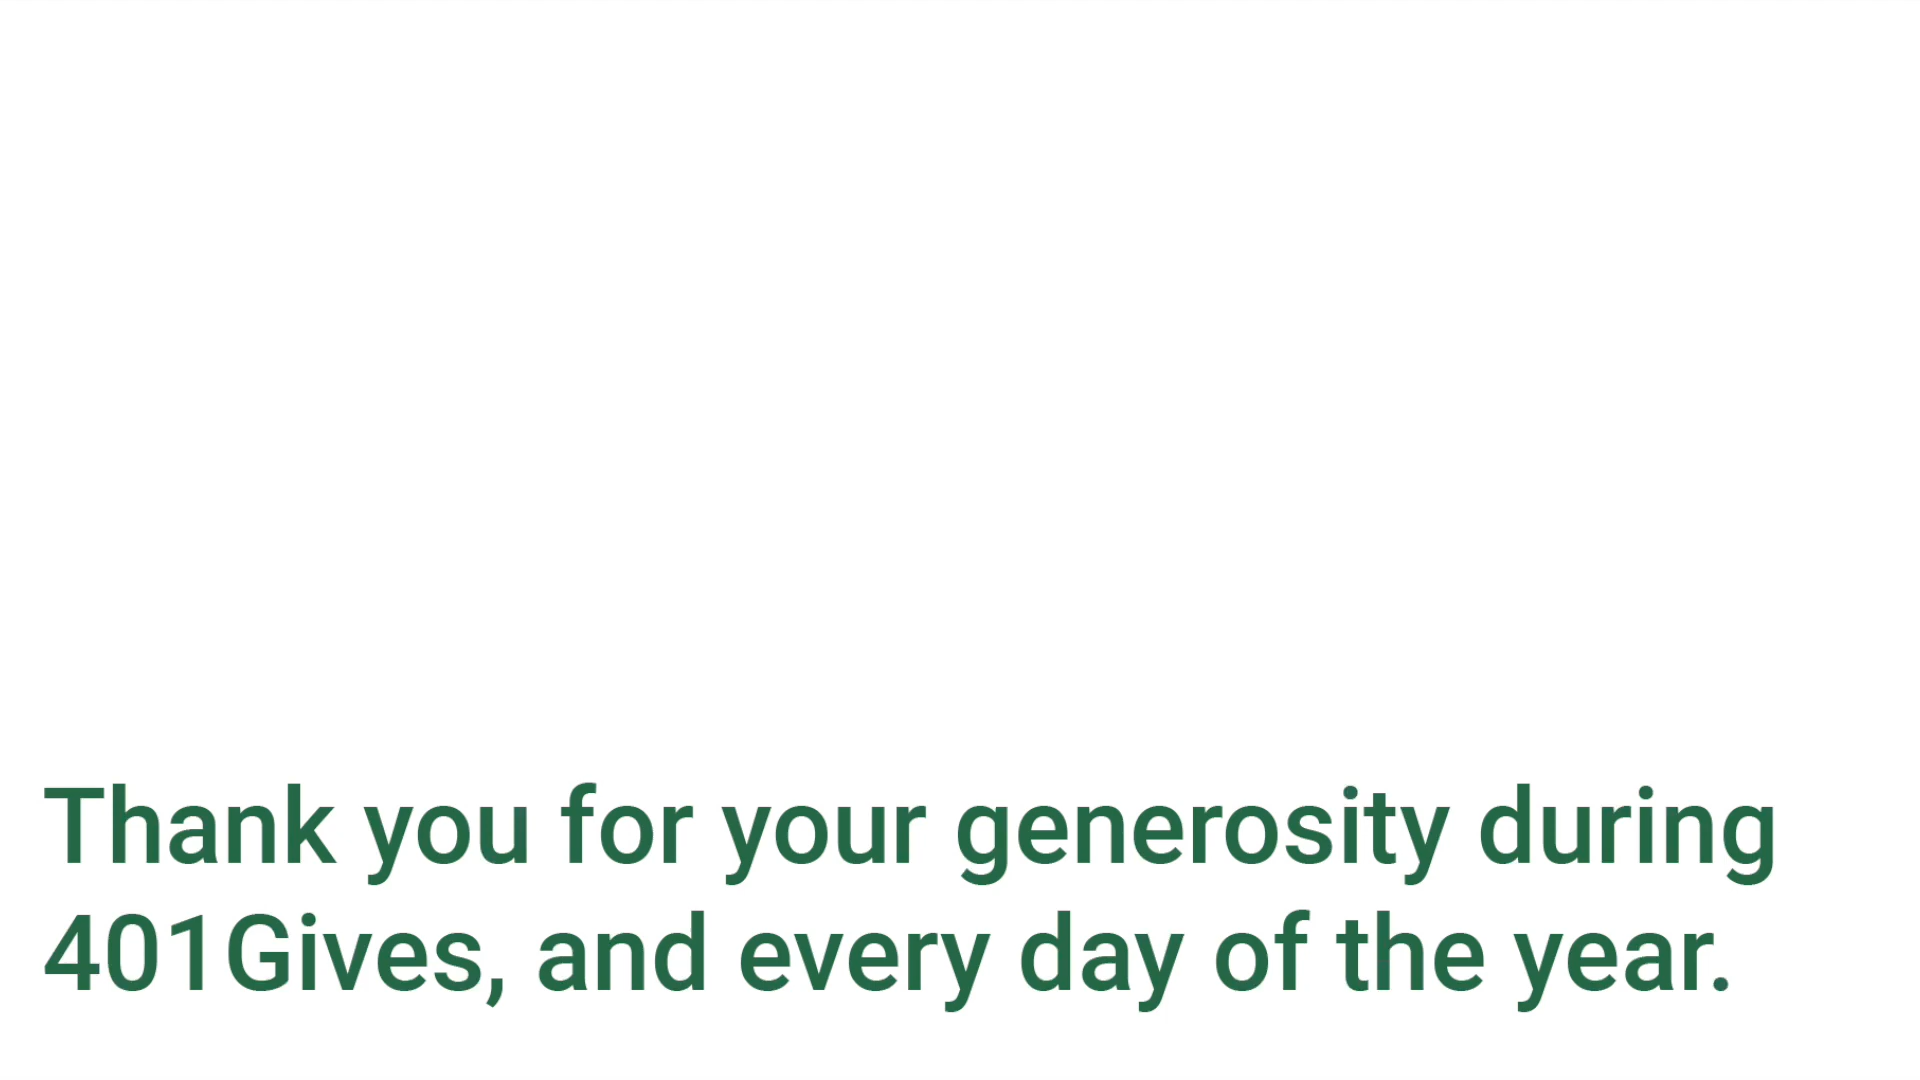 Thank you for your generosity during
401Gives, and every day of the year.